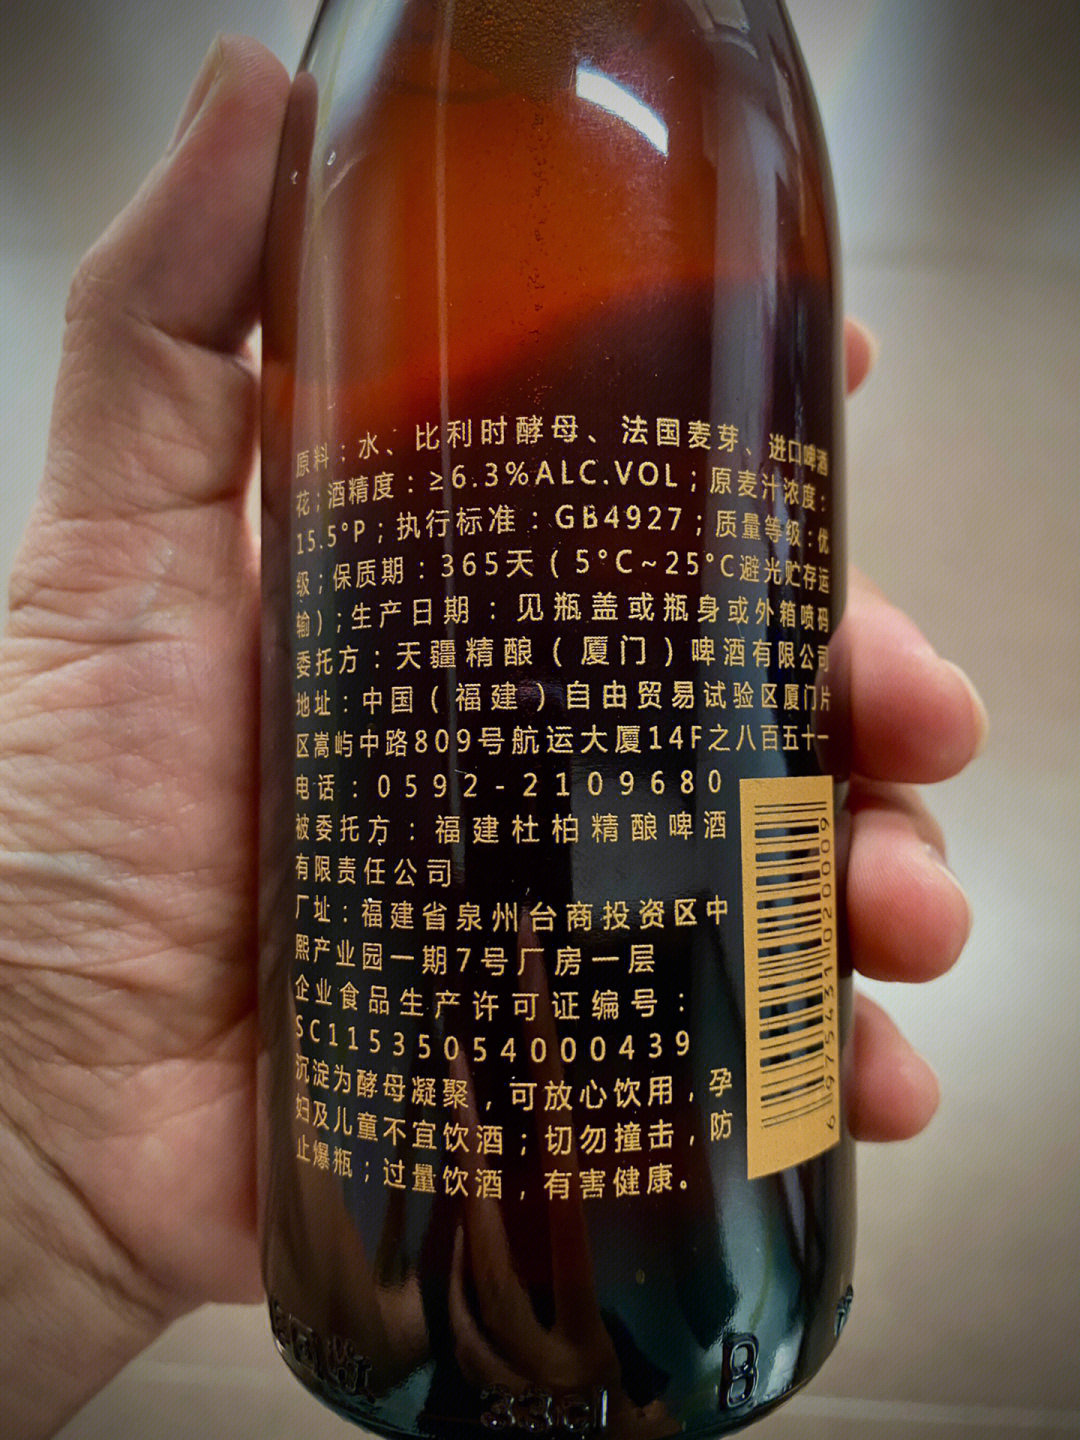 原料：水、比利时酵母、法国麦芽、进口啤酒
花；酒精度：≥6.3%ALC.VOL；原麦汁浓度：
15.5°P；执行标准：GB4927；质量等级：优
级；保质期：365天（5°C~25°C避光贮存运
输）；生产日期：见瓶盖或瓶身或外箱喷码
委托方：天疆精酿（厦门）啤酒有限公司
地址：中国（福建）自由贸易试验区厦门片
区嵩屿中路809号航运大厦14F之八百五十一
电话：0592-2109680
被委托方：福建杜柏精酿啤酒
有限责任公司
厂址：福建省泉州台商投资区中
熙产业园一期7号厂房一层
企业食品生产许可证编号：
SC11535054000439
沉淀为酵母凝聚，可放心饮用，孕
妇及儿童不宜饮酒；切勿撞击，防
止爆瓶；过量饮酒，有害健康。
6975431020009
33cl
B